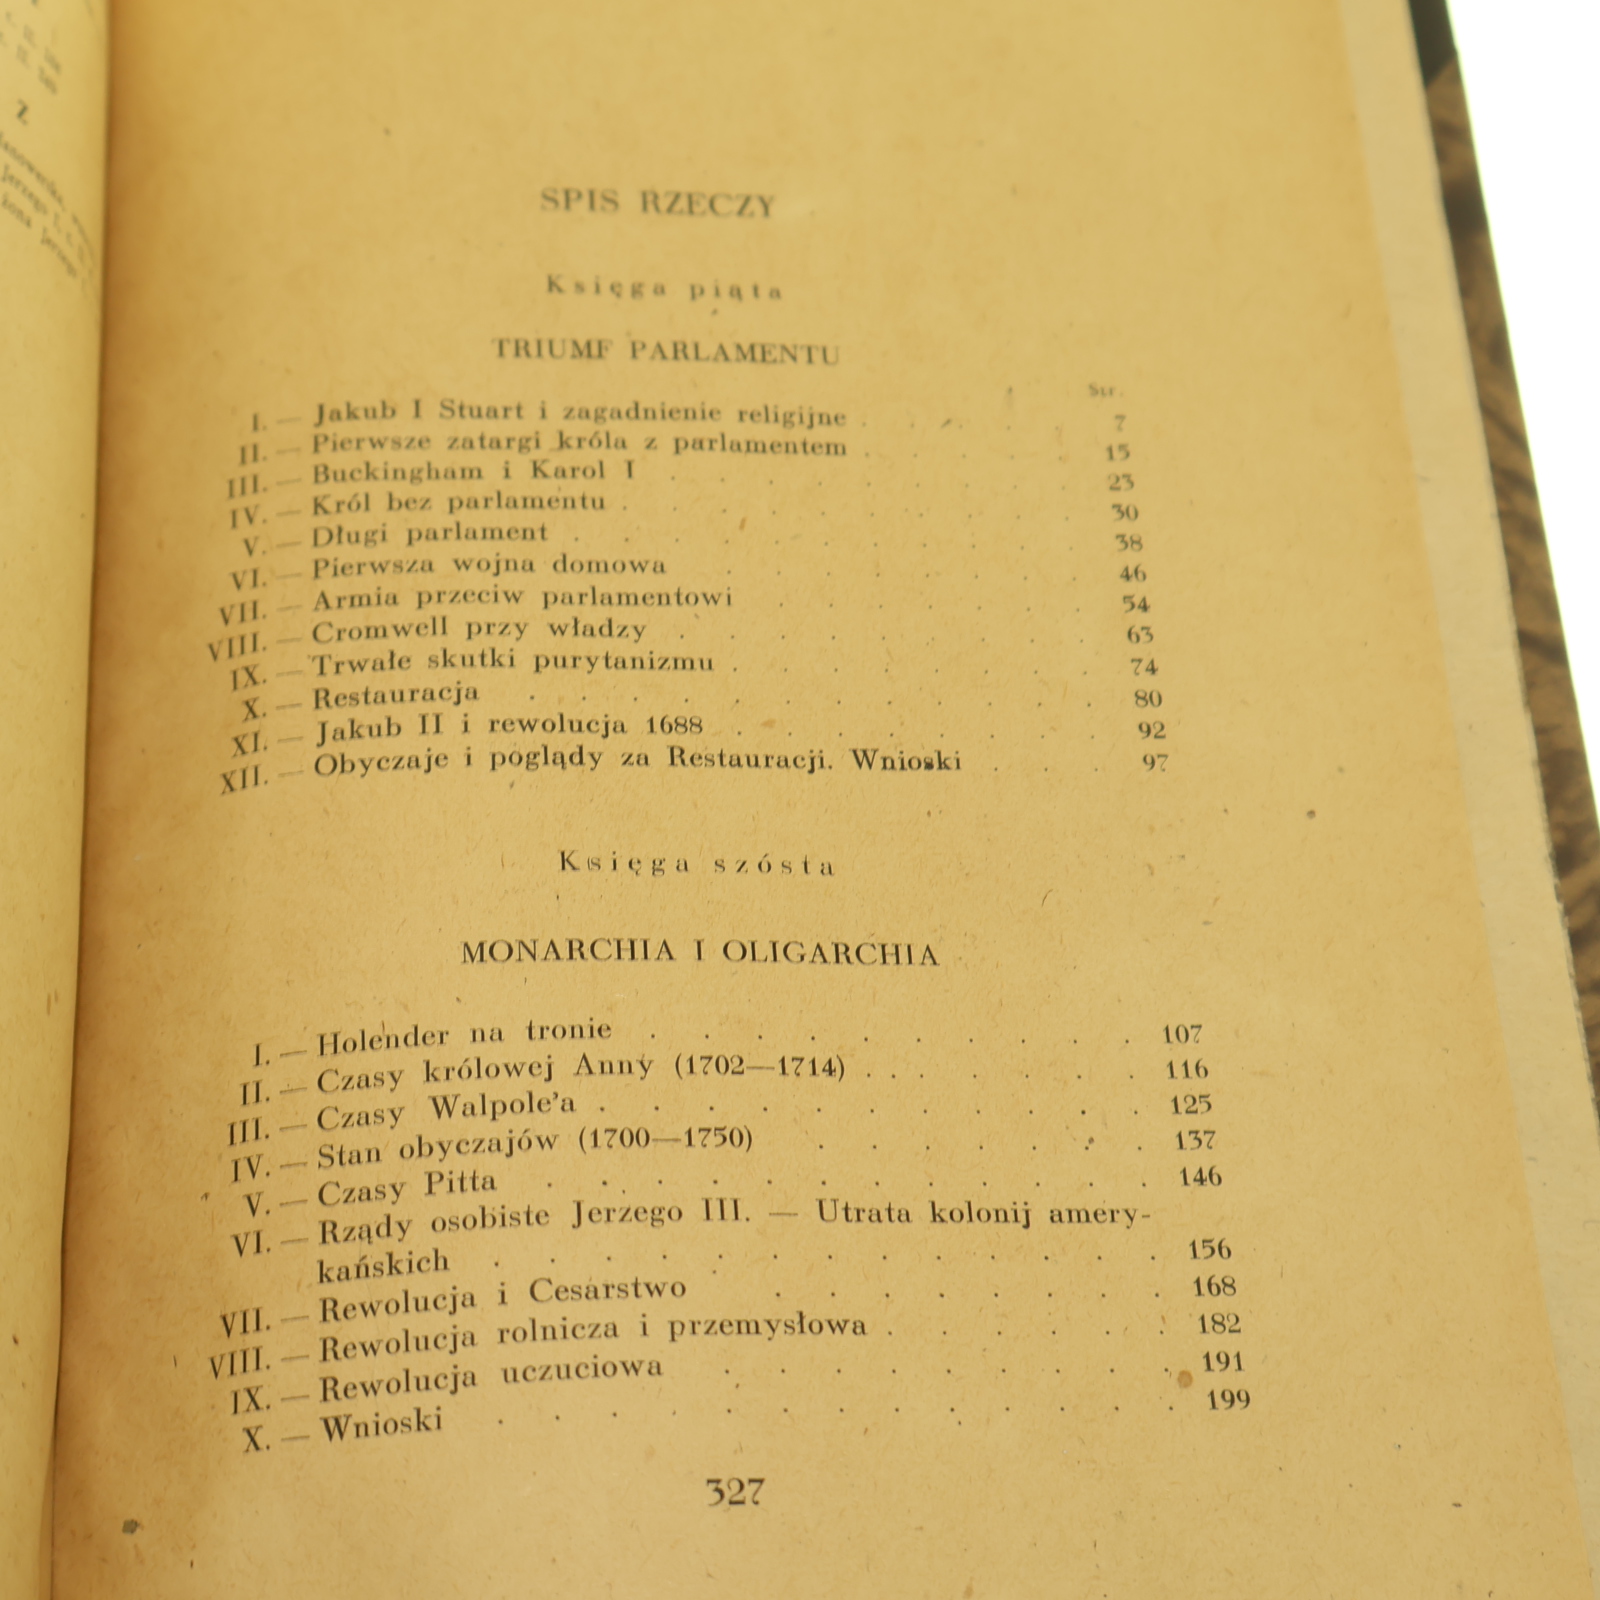 SPIS RZECZY
Księga piąta
TRIUMF PARLAMENTU
Str.
I. — Jakub I Stuart i zagadnienie religijne . . . . . 7
II. — Pierwsze zatargi króla z parlamentem . . . . . 15
III. — Buckingham i Karol I . . . . . . . . 23
IV. — Król bez parlamentu . . . . . . . . . 30
V. — Długi parlament . . . . . . . . . . 38
VI. — Pierwsza wojna domowa . . . . . . . 46
VII. — Armia przeciw parlamentowi . . . . . . . 54
VIII. — Cromwell przy władzy . . . . . . . . . 63
IX. — Trwałe skutki purytanizmu . . . . . . . . 74
X. — Restauracja . . . . . . . . . . . 80
XI. — Jakub II i rewolucja 1688 . . . . . . . . 92
XII. — Obyczaje i poglądy za Restauracji. Wnioski . . . 97
Księga szósta
MONARCHIA I OLIGARCHIA
I. — Holender na tronie . . . . . . . . . . 107
II. — Czasy królowej Anny (1702—1714) . . . . . . . 116
III. — Czasy Walpole'a . . . . . . . . . . . 125
IV. — Stan obyczajów (1700—1750) . . . . . . . 137
V. — Czasy Pitta . . . . . . . . . . . . 146
VI. — Rządy osobiste Jerzego III. — Utrata kolonij amery-
kańskich . . . . . . . . . . . . . 156
VII. — Rewolucja i Cesarstwo . . . . . . . . 168
VIII. — Rewolucja rolnicza i przemysłowa . . . . . . 182
IX. — Rewolucja uczuciowa . . . . . . . . . 191
X. — Wnioski . . . . . . . . . . . . . 199
327